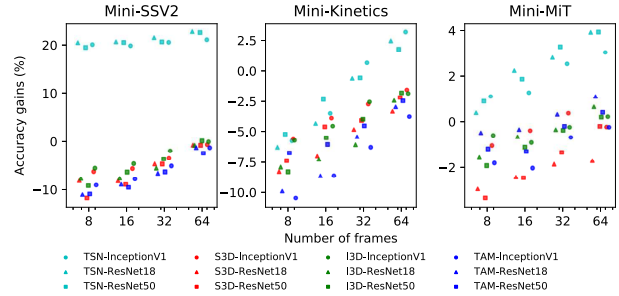 Mini-SSV2 Mini-Kinetics Mini-MiT
Accuracy gains (%)
20
10
0
−10
8 16 32 64
2.5
0.0
−2.5
−5.0
−7.5
−10.0
8 16 32 64
4
2
0
−2
8 16 32 64
Number of frames
TSN-InceptionV1 S3D-InceptionV1 I3D-InceptionV1 TAM-InceptionV1
TSN-ResNet18 S3D-ResNet18 I3D-ResNet18 TAM-ResNet18
TSN-ResNet50 S3D-ResNet50 I3D-ResNet50 TAM-ResNet50